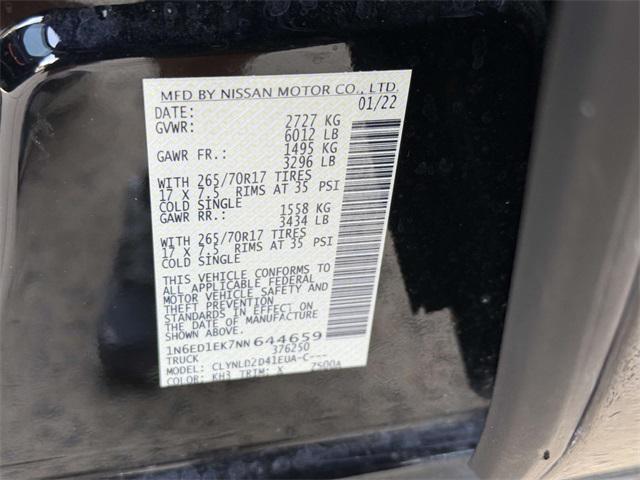 MFD BY NISSAN MOTOR CO., LTD.
DATE: 01/22
GVWR: 2727 KG
6012 LB
GAWR FR.: 1495 KG
3296 LB
WITH 265/70R17 TIRES
17 X 7.5 RIMS AT 35 PSI
COLD SINGLE
GAWR RR.: 1558 KG
3434 LB
WITH 265/70R17 TIRES
17 X 7.5 RIMS AT 35 PSI
COLD SINGLE
THIS VEHICLE CONFORMS TO
ALL APPLICABLE FEDERAL
MOTOR VEHICLE SAFETY AND
THEFT PREVENTION
STANDARDS IN EFFECT ON
THE DATE OF MANUFACTURE
SHOWN ABOVE.
1N6ED1EK7NN644659
TRUCK 376250
MODEL: CLYNLD2D41EUA-C---
COLOR: KH3 TRIM: X 7500A